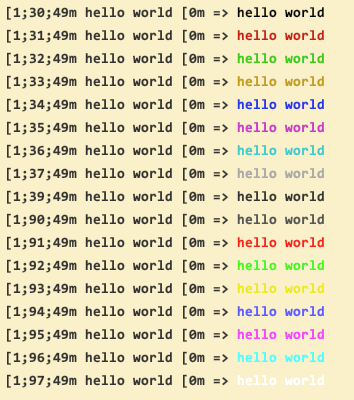 [1;30;49m hello world [0m => hello world
[1;31;49m hello world [0m => hello world
[1;32;49m hello world [0m => hello world
[1;33;49m hello world [0m => hello world
[1;34;49m hello world [0m => hello world
[1;35;49m hello world [0m => hello world
[1;36;49m hello world [0m => hello world
[1;37;49m hello world [0m => hello world
[1;39;49m hello world [0m => hello world
[1;90;49m hello world [0m => hello world
[1;91;49m hello world [0m => hello world
[1;92;49m hello world [0m => hello world
[1;93;49m hello world [0m => hello world
[1;94;49m hello world [0m => hello world
[1;95;49m hello world [0m => hello world
[1;96;49m hello world [0m => hello world
[1;97;49m hello world [0m => hello world